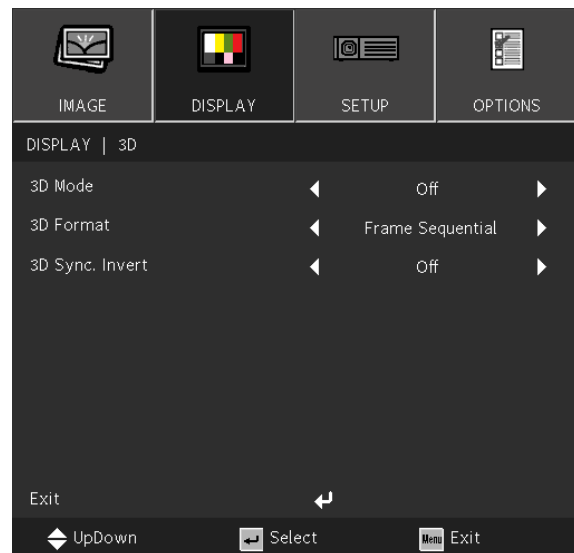 IMAGE DISPLAY SETUP OPTIONS
DISPLAY | 3D
3D Mode Off
3D Format Frame Sequential
3D Sync. Invert Off
Exit
UpDown Select Menu Exit